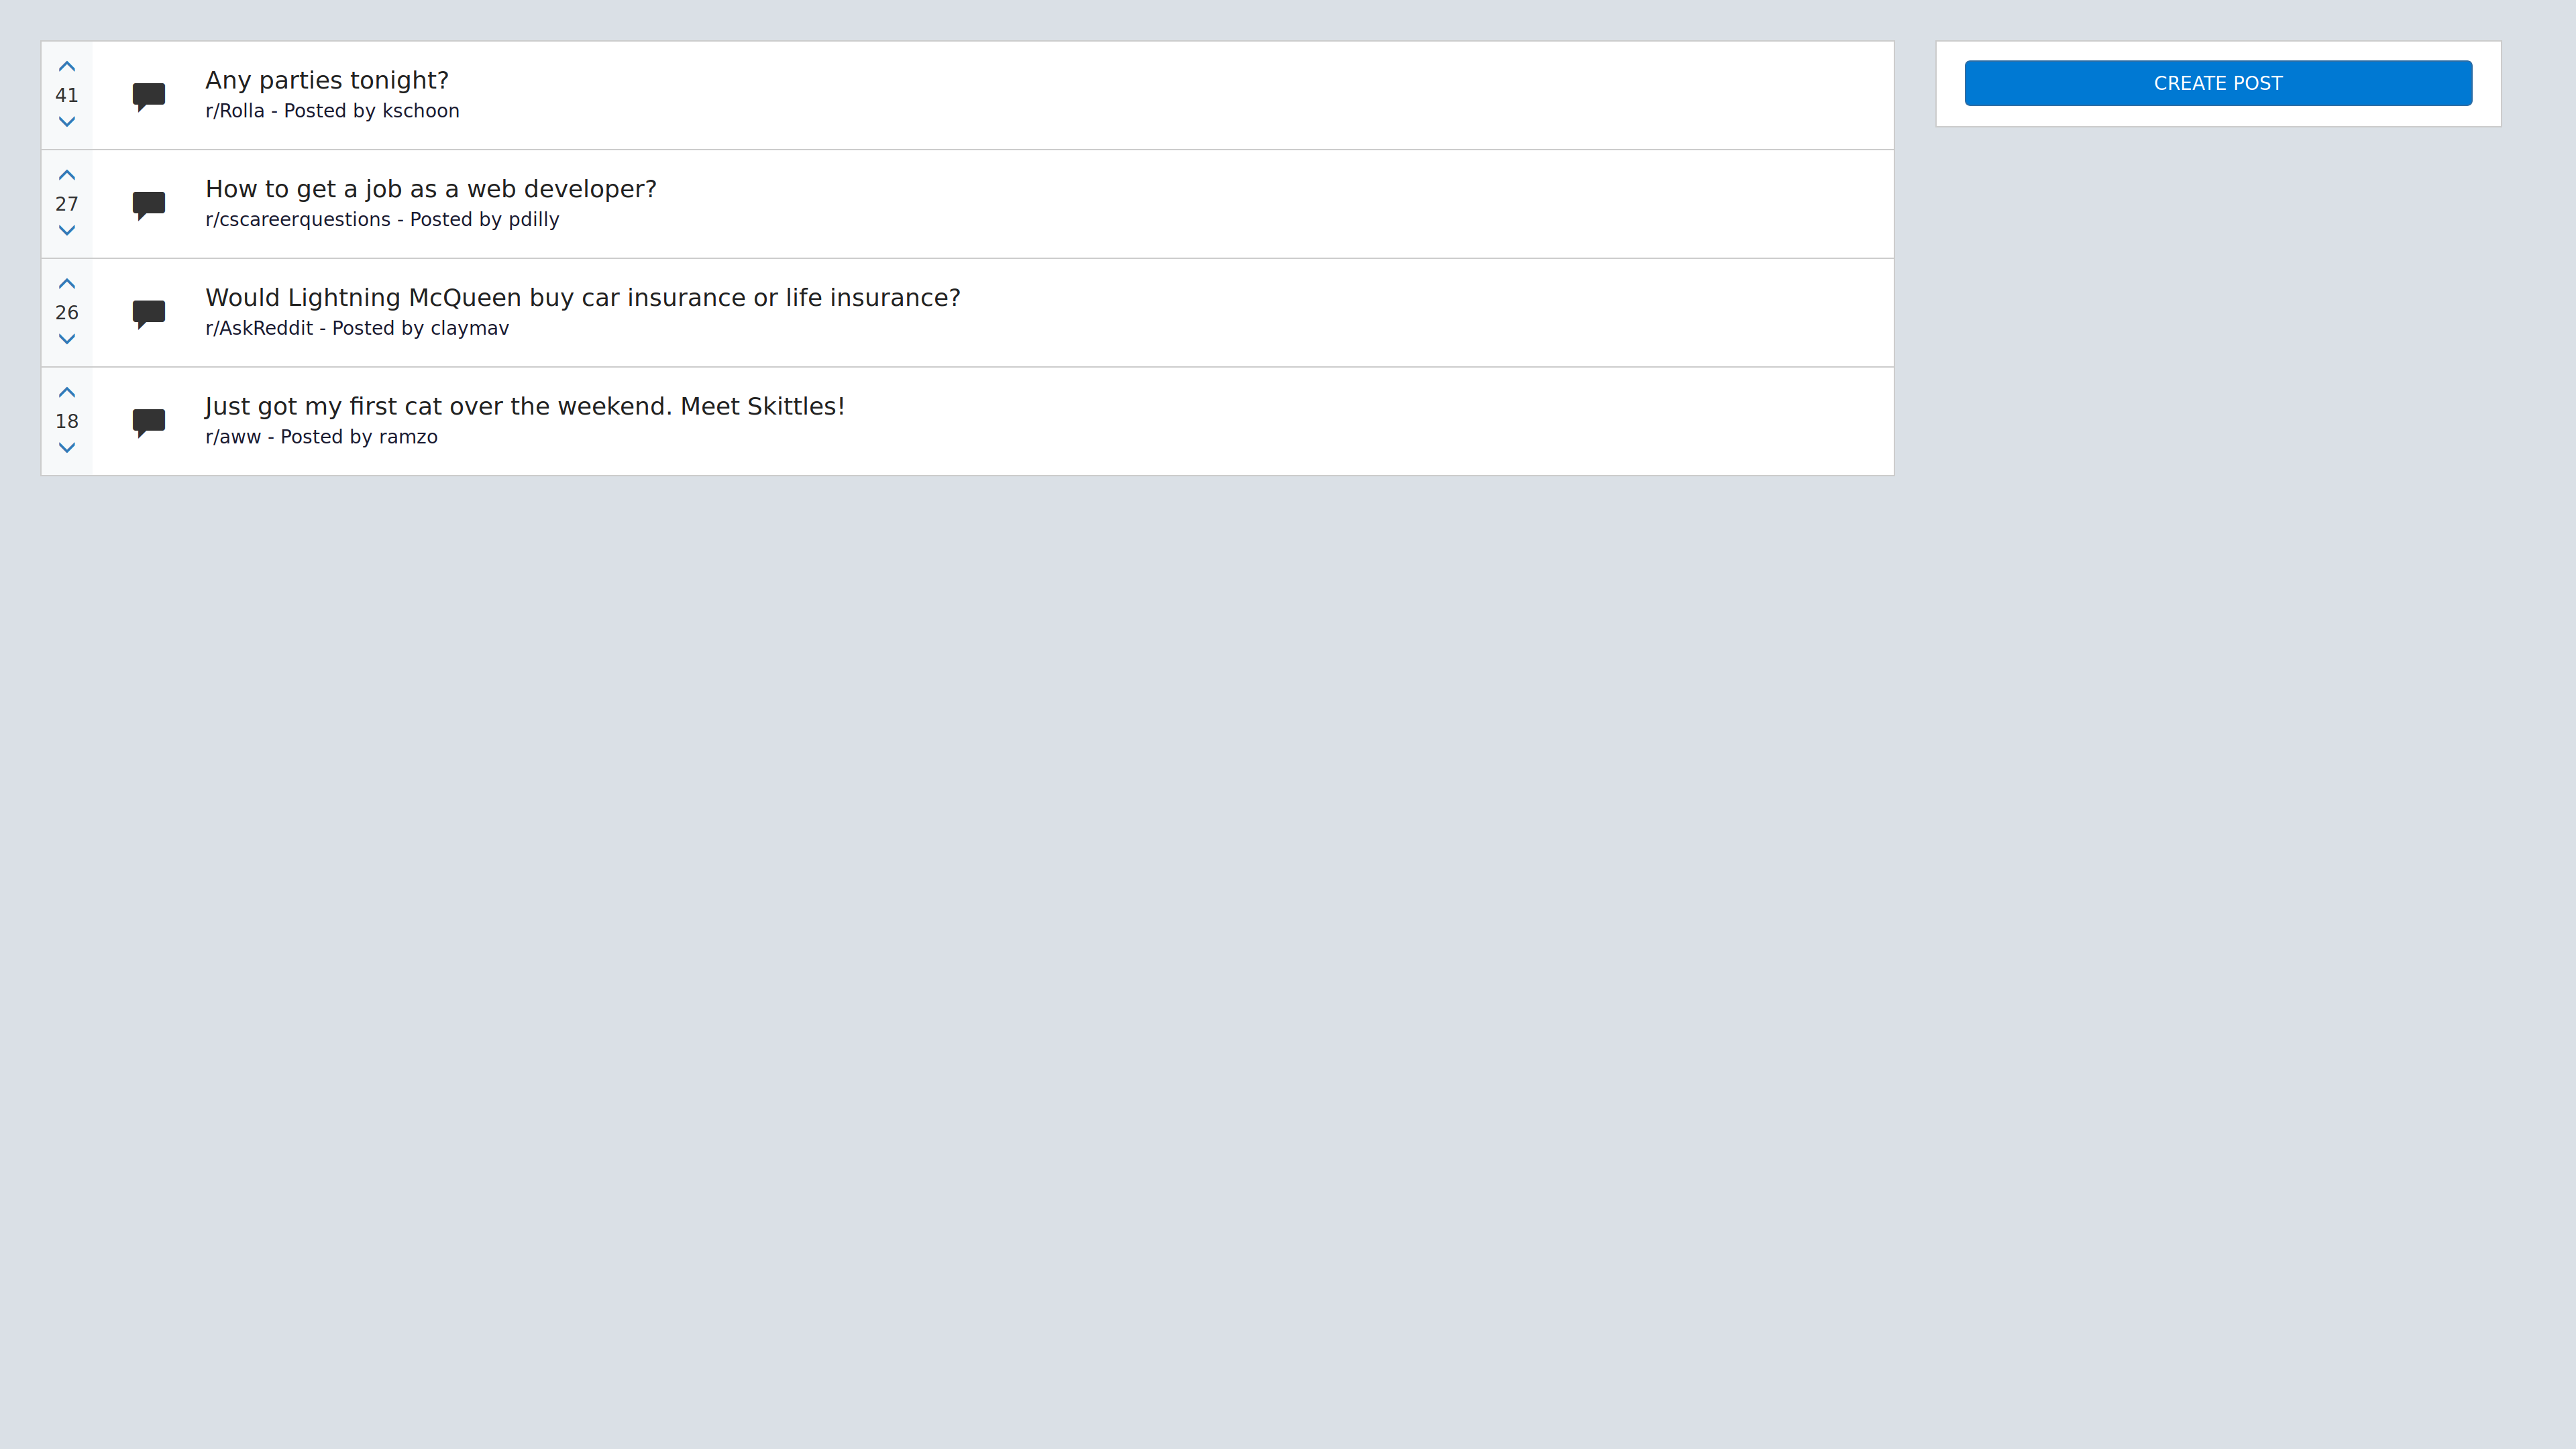 41
Any parties tonight?
r/Rolla - Posted by kschoon
27
How to get a job as a web developer?
r/cscareerquestions - Posted by pdilly
26
Would Lightning McQueen buy car insurance or life insurance?
r/AskReddit - Posted by claymav
18
Just got my first cat over the weekend. Meet Skittles!
r/aww - Posted by ramzo
CREATE POST